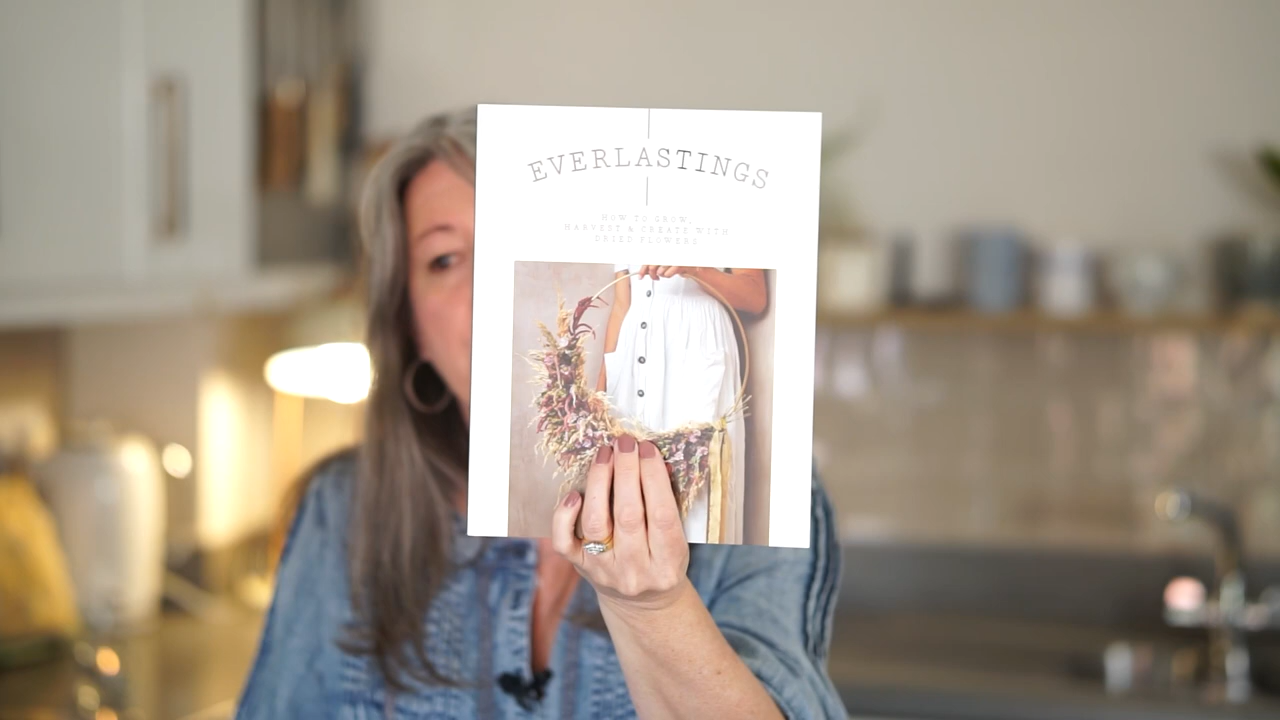 EVERLASTINGS
HOW TO GROW,
HARVEST & CREATE WITH
DRIED FLOWERS